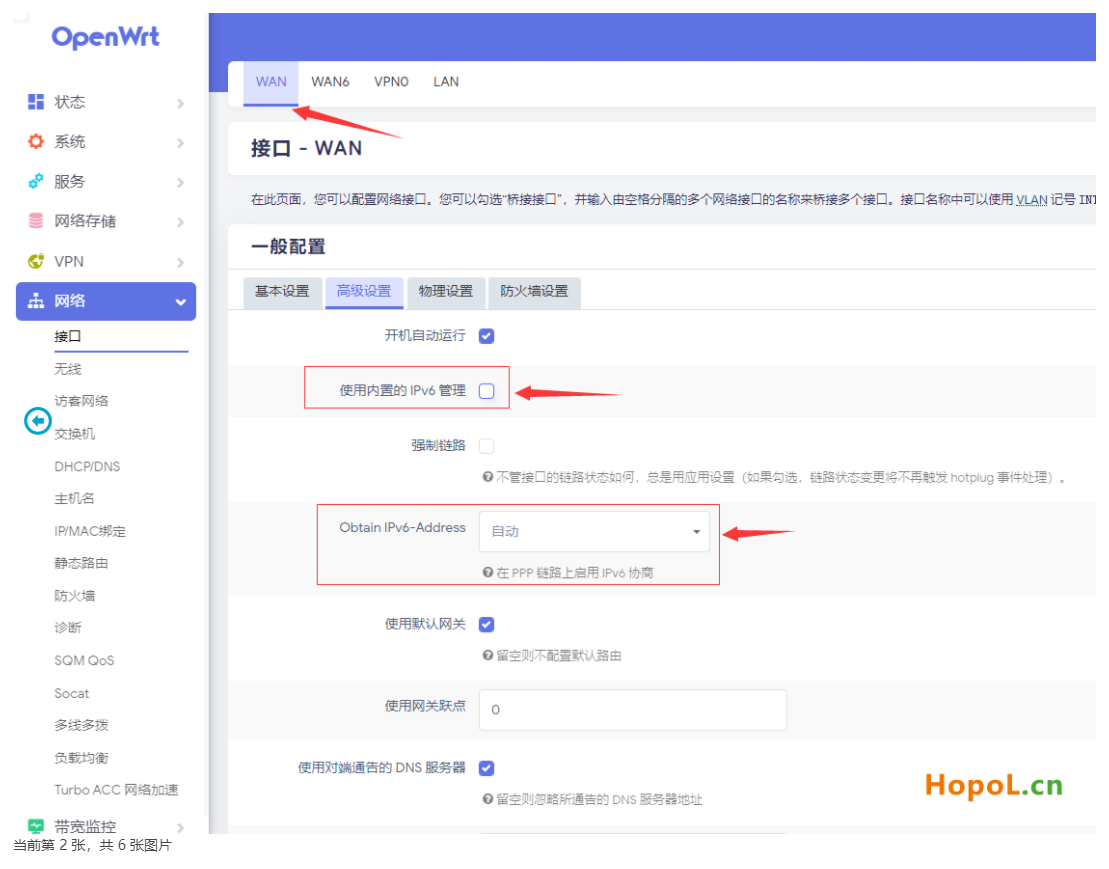 OpenWrt
状态
系统
服务
网络存储
VPN
网络
接口
无线
访客网络
交换机
DHCP/DNS
主机名
IP/MAC绑定
静态路由
防火墙
诊断
SQM QoS
Socat
多线多拨
负载均衡
Turbo ACC 网络加速
带宽监控
WAN WAN6 VPN0 LAN
接口 - WAN
在此页面，您可以配置网络接口。您可以勾选“桥接接口”，并输入由空格分隔的多个网络接口的名称来桥接多个接口。接口名称中可以使用 VLAN 记号 INT
一般配置
基本设置 高级设置 物理设置 防火墙设置
开机自动运行
使用内置的 IPv6 管理
强制链路
不管接口的链路状态如何，总是用应用设置（如果勾选，链路状态变更将不再触发 hotplug 事件处理）。
Obtain IPv6-Address 自动
在 PPP 链路上启用 IPv6 协商
使用默认网关
留空则不配置默认路由
使用网关跃点 0
使用对端通告的 DNS 服务器
留空则忽略所通告的 DNS 服务器地址
HopoL.cn
当前第 2 张，共 6 张图片